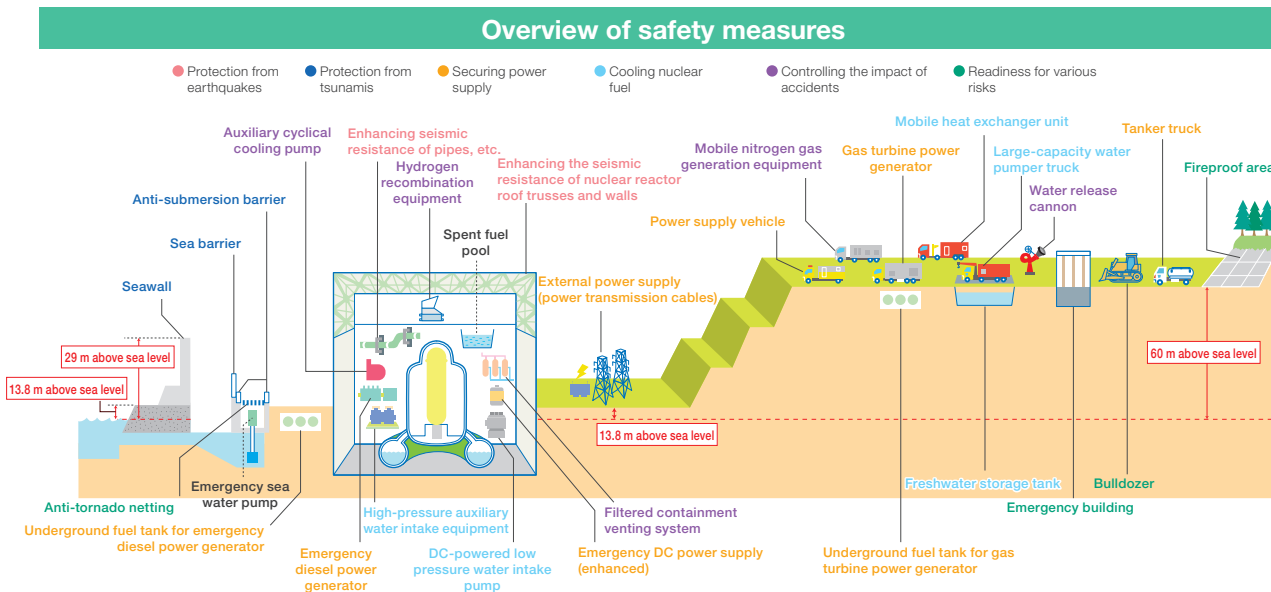 Overview of safety measures
Protection from
earthquakes
Protection from
tsunamis
Securing power
supply
Cooling nuclear
fuel
Controlling the impact of
accidents
Readiness for various
risks
Auxiliary cyclical
cooling pump
Enhancing seismic
resistance of pipes, etc.
Hydrogen
recombination
equipment
Enhancing the seismic
resistance of nuclear reactor
roof trusses and walls
Mobile nitrogen gas
generation equipment
Gas turbine power
generator
Mobile heat exchanger unit
Large-capacity water
pumper truck
Water release
cannon
Tanker truck
Fireproof area
Anti-submersion barrier
Sea barrier
Seawall
Spent fuel
pool
Power supply vehicle
External power supply
(power transmission cables)
29 m above sea level
13.8 m above sea level
13.8 m above sea level
60 m above sea level
Emergency sea
water pump
Anti-tornado netting
Underground fuel tank for emergency
diesel power generator
High-pressure auxiliary
water intake equipment
Emergency
diesel power
generator
DC-powered low
pressure water intake
pump
Filtered containment
venting system
Emergency DC power supply
(enhanced)
Underground fuel tank for gas
turbine power generator
Freshwater storage tank
Bulldozer
Emergency building